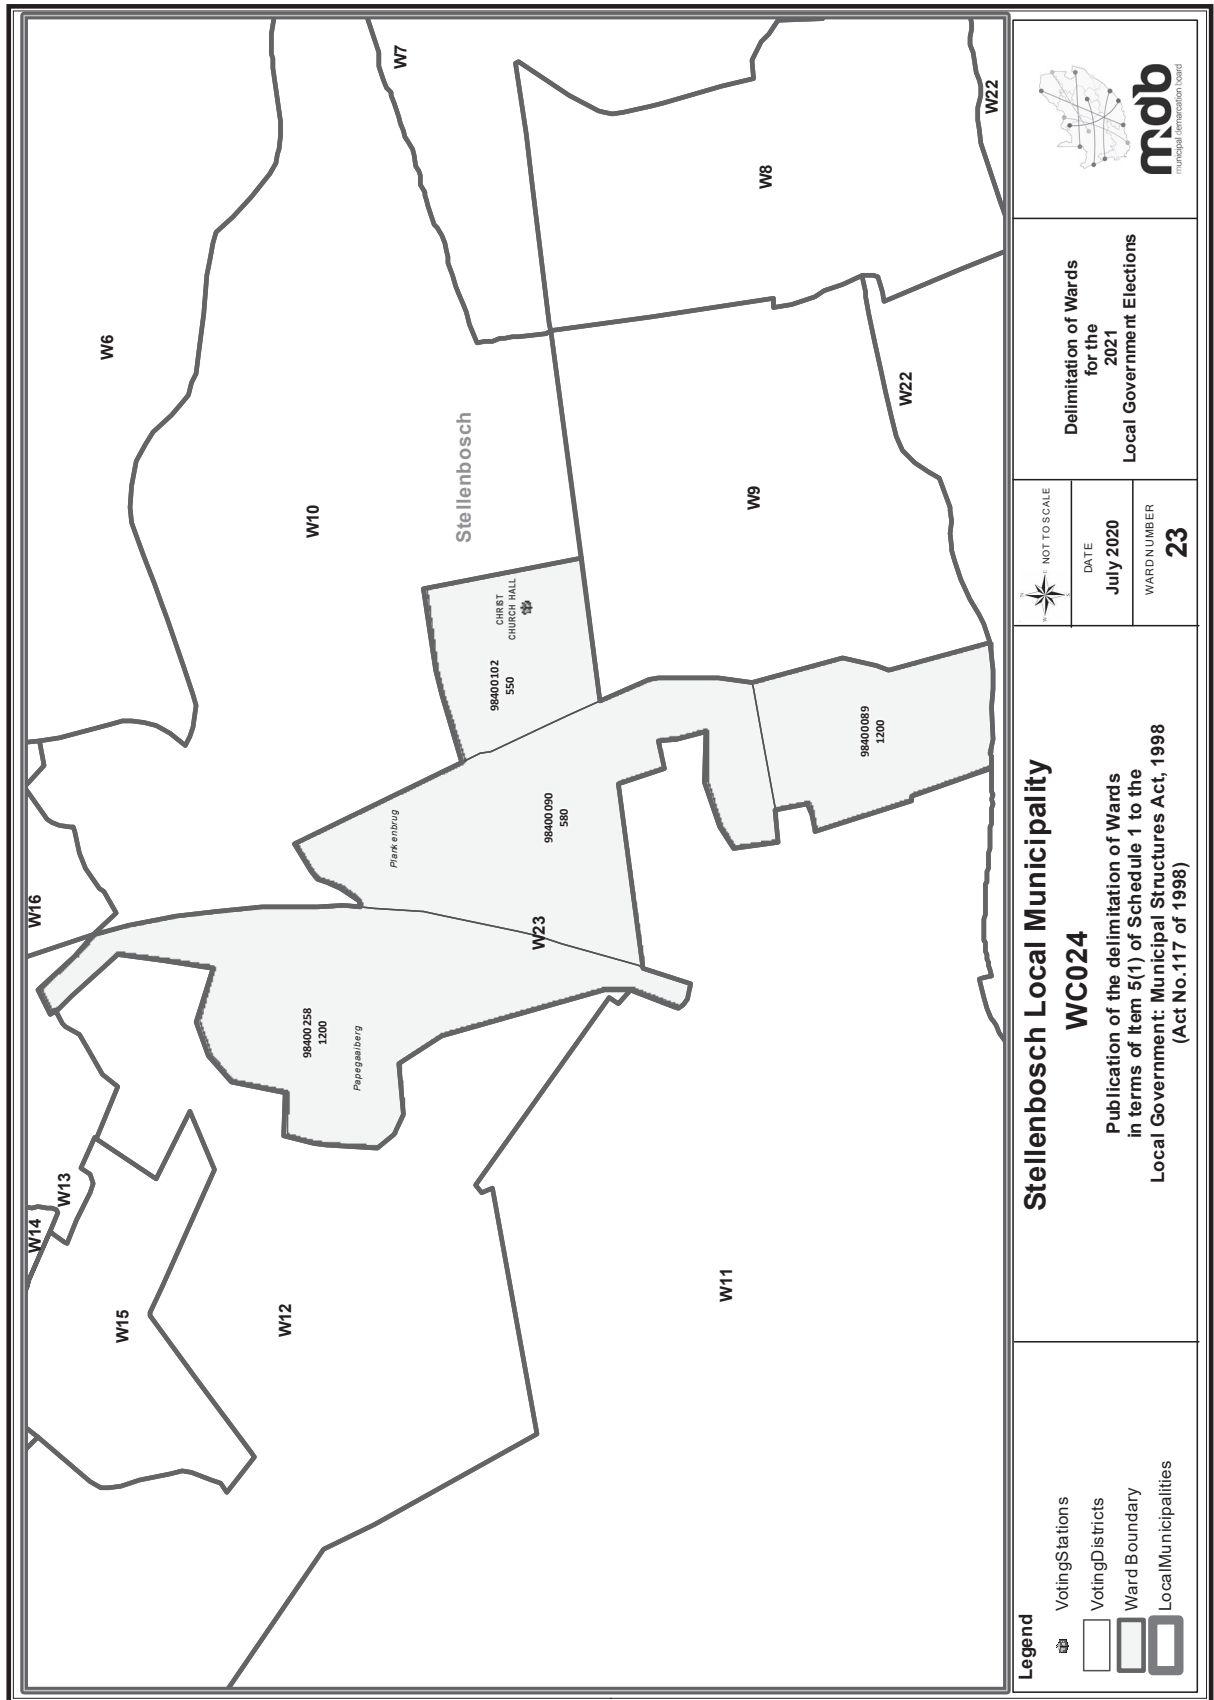 W14
W13
W16
W6
W7
W15
W12
98400258
1200
Papegaaiberg
Plankenbrug
W10
Stellenbosch
98400102
550
CHRIST
CHURCH HALL
W23
98400090
580
W11
98400089
1200
W9
W8
W22
W22
Legend
VotingStations
VotingDistricts
Ward Boundary
LocalMunicipalities
Stellenbosch Local Municipality
WC024
Publication of the delimitation of Wards
in terms of Item 5(1) of Schedule 1 to the
Local Government: Municipal Structures Act, 1998
(Act No.117 of 1998)
N
W
E
S
NOT TO SCALE
DATE
July 2020
WARD NUMBER
23
Delimitation of Wards
for the
2021
Local Government Elections
mdb
municipal demarcation board